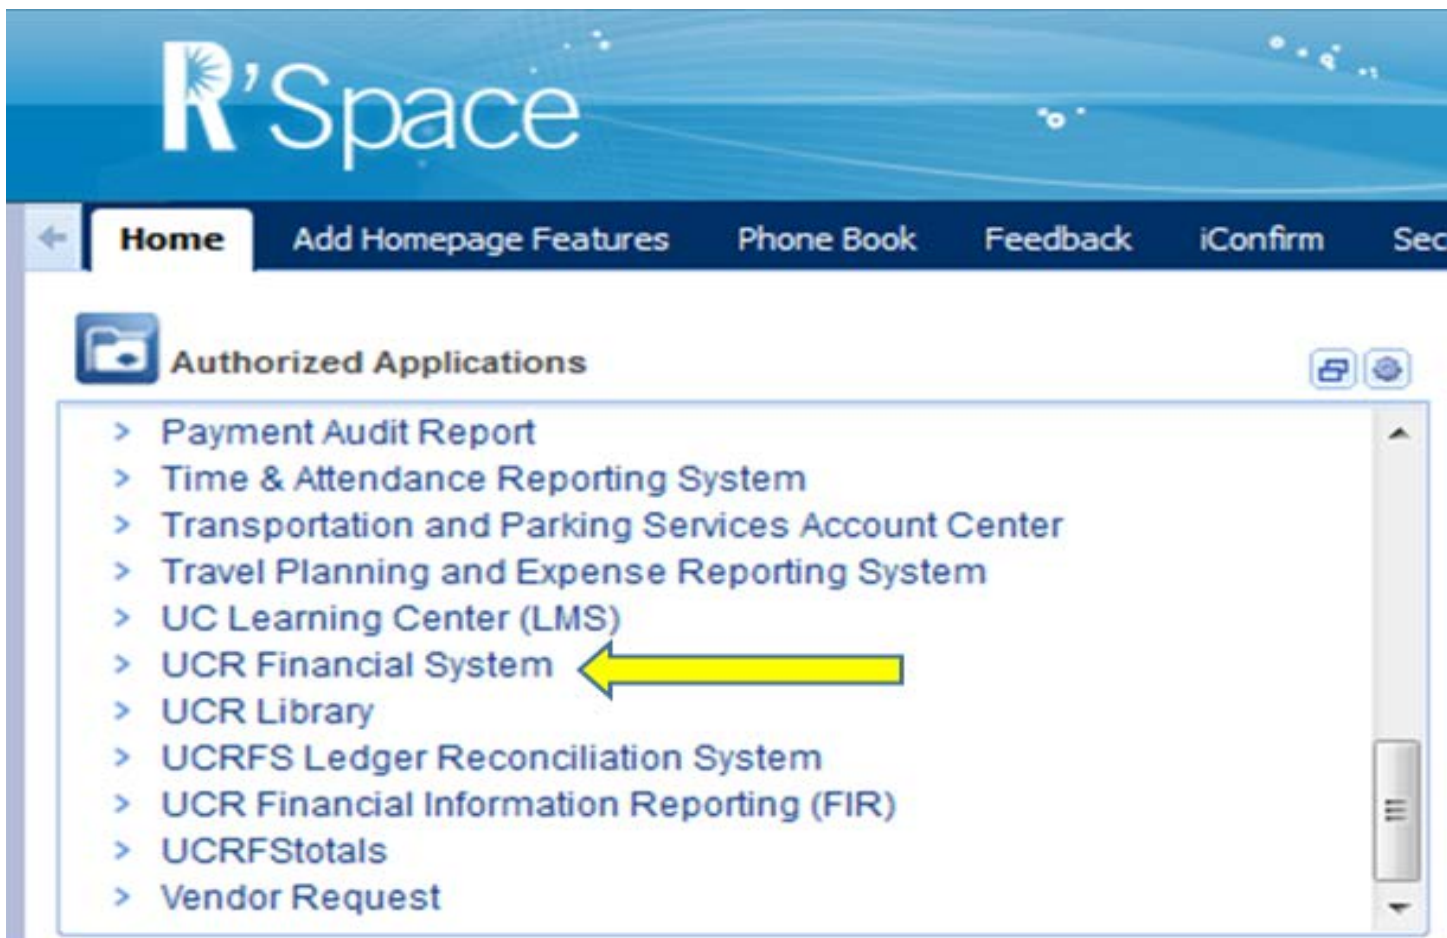 R'Space
Home Add Homepage Features Phone Book Feedback iConfirm Sec
Authorized Applications
> Payment Audit Report
> Time & Attendance Reporting System
> Transportation and Parking Services Account Center
> Travel Planning and Expense Reporting System
> UC Learning Center (LMS)
> UCR Financial System
> UCR Library
> UCRFS Ledger Reconciliation System
> UCR Financial Information Reporting (FIR)
> UCRFStotals
> Vendor Request